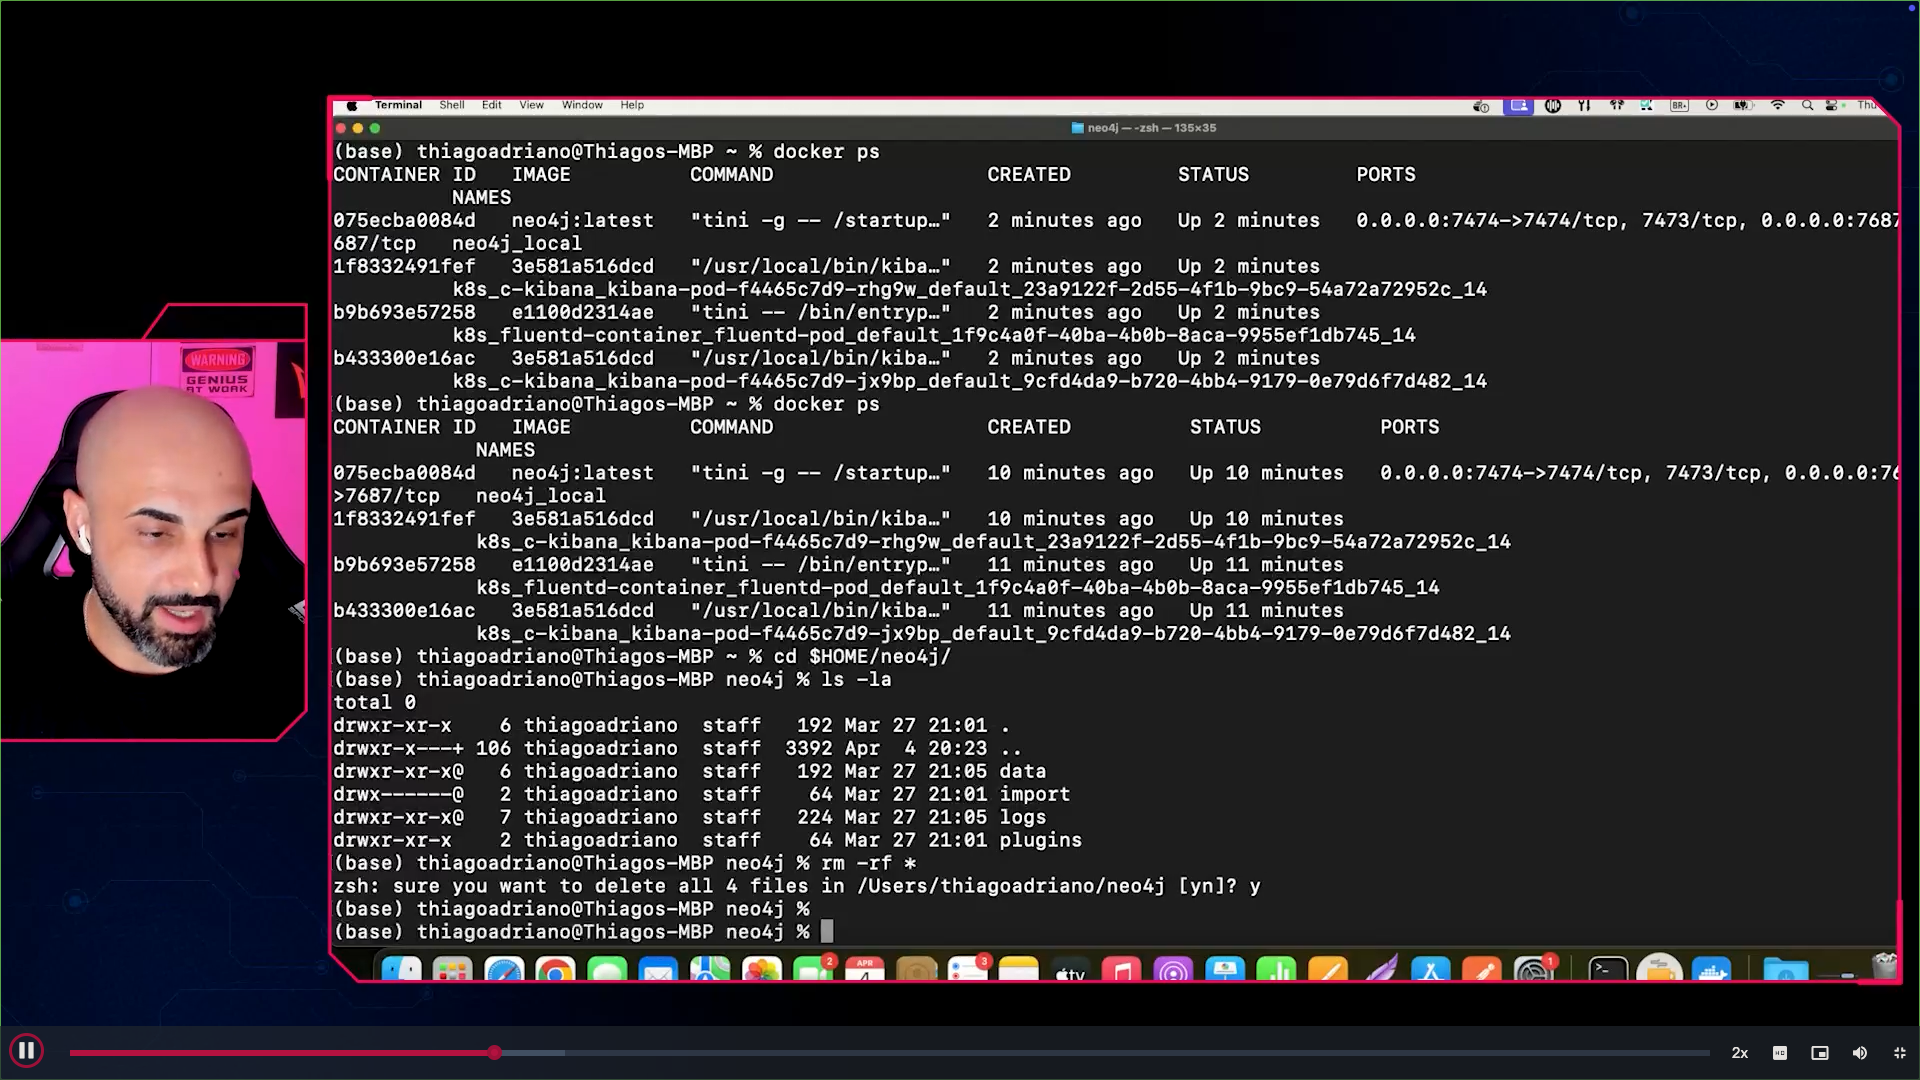 Terminal Shell Edit View Window Help BR+ Thu
neo4j — -zsh — 135×35
(base) thiagoadriano@Thiagos-MBP ~ % docker ps
CONTAINER ID IMAGE COMMAND CREATED STATUS PORTS
NAMES
075ecba0084d neo4j:latest "tini -g -- /startup…" 2 minutes ago Up 2 minutes 0.0.0.0:7474->7474/tcp, 7473/tcp, 0.0.0.0:7687
687/tcp neo4j_local
1f8332491fef 3e581a516dcd "/usr/local/bin/kiba…" 2 minutes ago Up 2 minutes
k8s_c-kibana_kibana-pod-f4465c7d9-rhg9w_default_23a9122f-2d55-4f1b-9bc9-54a72a72952c_14
b9b693e57258 e1100d2314ae "tini -- /bin/entryp…" 2 minutes ago Up 2 minutes
k8s_fluentd-container_fluentd-pod_default_1f9c4a0f-40ba-4b0b-8aca-9955ef1db745_14
b433300e16ac 3e581a516dcd "/usr/local/bin/kiba…" 2 minutes ago Up 2 minutes
k8s_c-kibana_kibana-pod-f4465c7d9-jx9bp_default_9cfd4da9-b720-4bb4-9179-0e79d6f7d482_14
(base) thiagoadriano@Thiagos-MBP ~ % docker ps
CONTAINER ID IMAGE COMMAND CREATED STATUS PORTS
NAMES
075ecba0084d neo4j:latest "tini -g -- /startup…" 10 minutes ago Up 10 minutes 0.0.0.0:7474->7474/tcp, 7473/tcp, 0.0.0.0:76
>7687/tcp neo4j_local
1f8332491fef 3e581a516dcd "/usr/local/bin/kiba…" 10 minutes ago Up 10 minutes
k8s_c-kibana_kibana-pod-f4465c7d9-rhg9w_default_23a9122f-2d55-4f1b-9bc9-54a72a72952c_14
b9b693e57258 e1100d2314ae "tini -- /bin/entryp…" 11 minutes ago Up 11 minutes
k8s_fluentd-container_fluentd-pod_default_1f9c4a0f-40ba-4b0b-8aca-9955ef1db745_14
b433300e16ac 3e581a516dcd "/usr/local/bin/kiba…" 11 minutes ago Up 11 minutes
k8s_c-kibana_kibana-pod-f4465c7d9-jx9bp_default_9cfd4da9-b720-4bb4-9179-0e79d6f7d482_14
(base) thiagoadriano@Thiagos-MBP ~ % cd $HOME/neo4j/
(base) thiagoadriano@Thiagos-MBP neo4j % ls -la
total 0
drwxr-xr-x 6 thiagoadriano staff 192 Mar 27 21:01 .
drwxr-x---+ 106 thiagoadriano staff 3392 Apr 4 20:23 ..
drwxr-xr-x@ 6 thiagoadriano staff 192 Mar 27 21:05 data
drwx------@ 2 thiagoadriano staff 64 Mar 27 21:01 import
drwxr-xr-x@ 7 thiagoadriano staff 224 Mar 27 21:05 logs
drwxr-xr-x 2 thiagoadriano staff 64 Mar 27 21:01 plugins
(base) thiagoadriano@Thiagos-MBP neo4j % rm -rf *
zsh: sure you want to delete all 4 files in /Users/thiagoadriano/neo4j [yn]? y
(base) thiagoadriano@Thiagos-MBP neo4j %
(base) thiagoadriano@Thiagos-MBP neo4j %
WARNING
GENIUS
AT WORK
2 APR 4 3 tv 1
2x HD